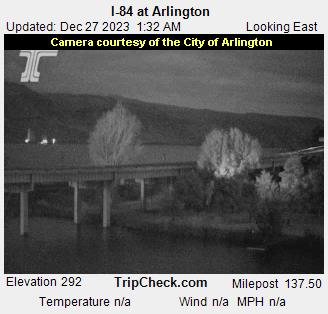 I-84 at Arlington
Updated: Dec 27 2023 1:32 AM Looking East
Camera courtesy of the City of Arlington
Elevation 292 TripCheck.com Milepost 137.50
Temperature n/a Wind n/a MPH n/a